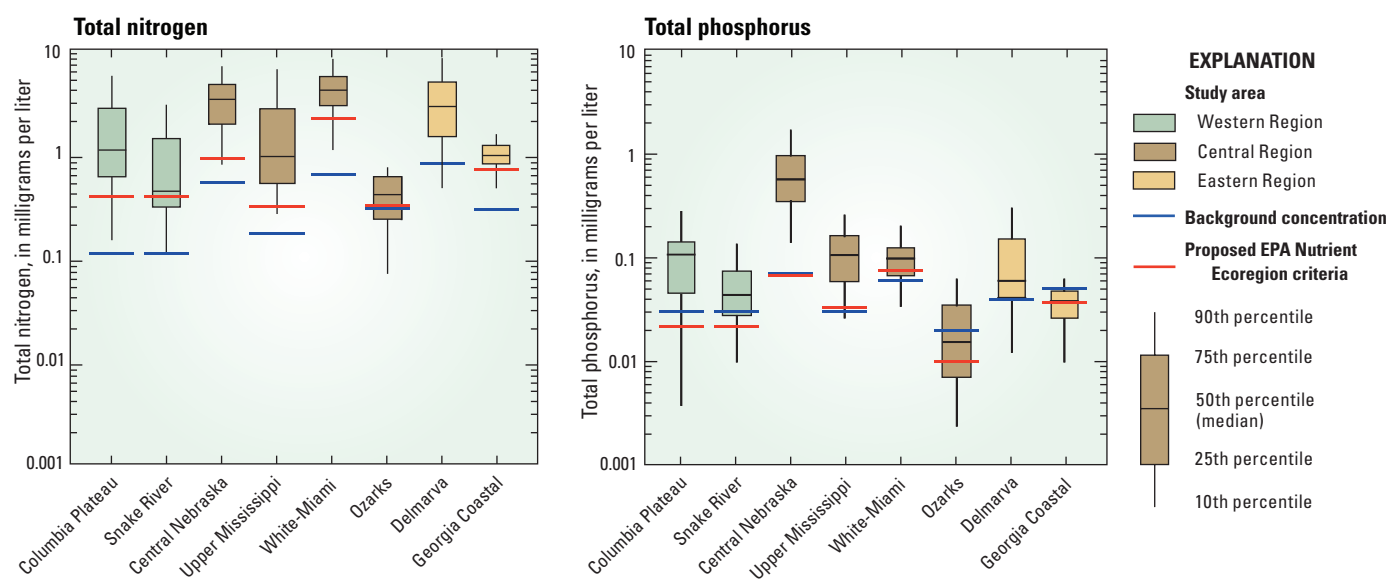 Total nitrogen
Total nitrogen, in milligrams per liter
10
1
0.1
0.01
0.001
Columbia Plateau
Snake River
Central Nebraska
Upper Mississippi
White-Miami
Ozarks
Delmarva
Georgia Coastal
Total phosphorus
Total phosphorus, in milligrams per liter
10
1
0.1
0.01
0.001
Columbia Plateau
Snake River
Central Nebraska
Upper Mississippi
White-Miami
Ozarks
Delmarva
Georgia Coastal
EXPLANATION
Study area
Western Region
Central Region
Eastern Region
Background concentration
Proposed EPA Nutrient
Ecoregion criteria
90th percentile
75th percentile
50th percentile
(median)
25th percentile
10th percentile